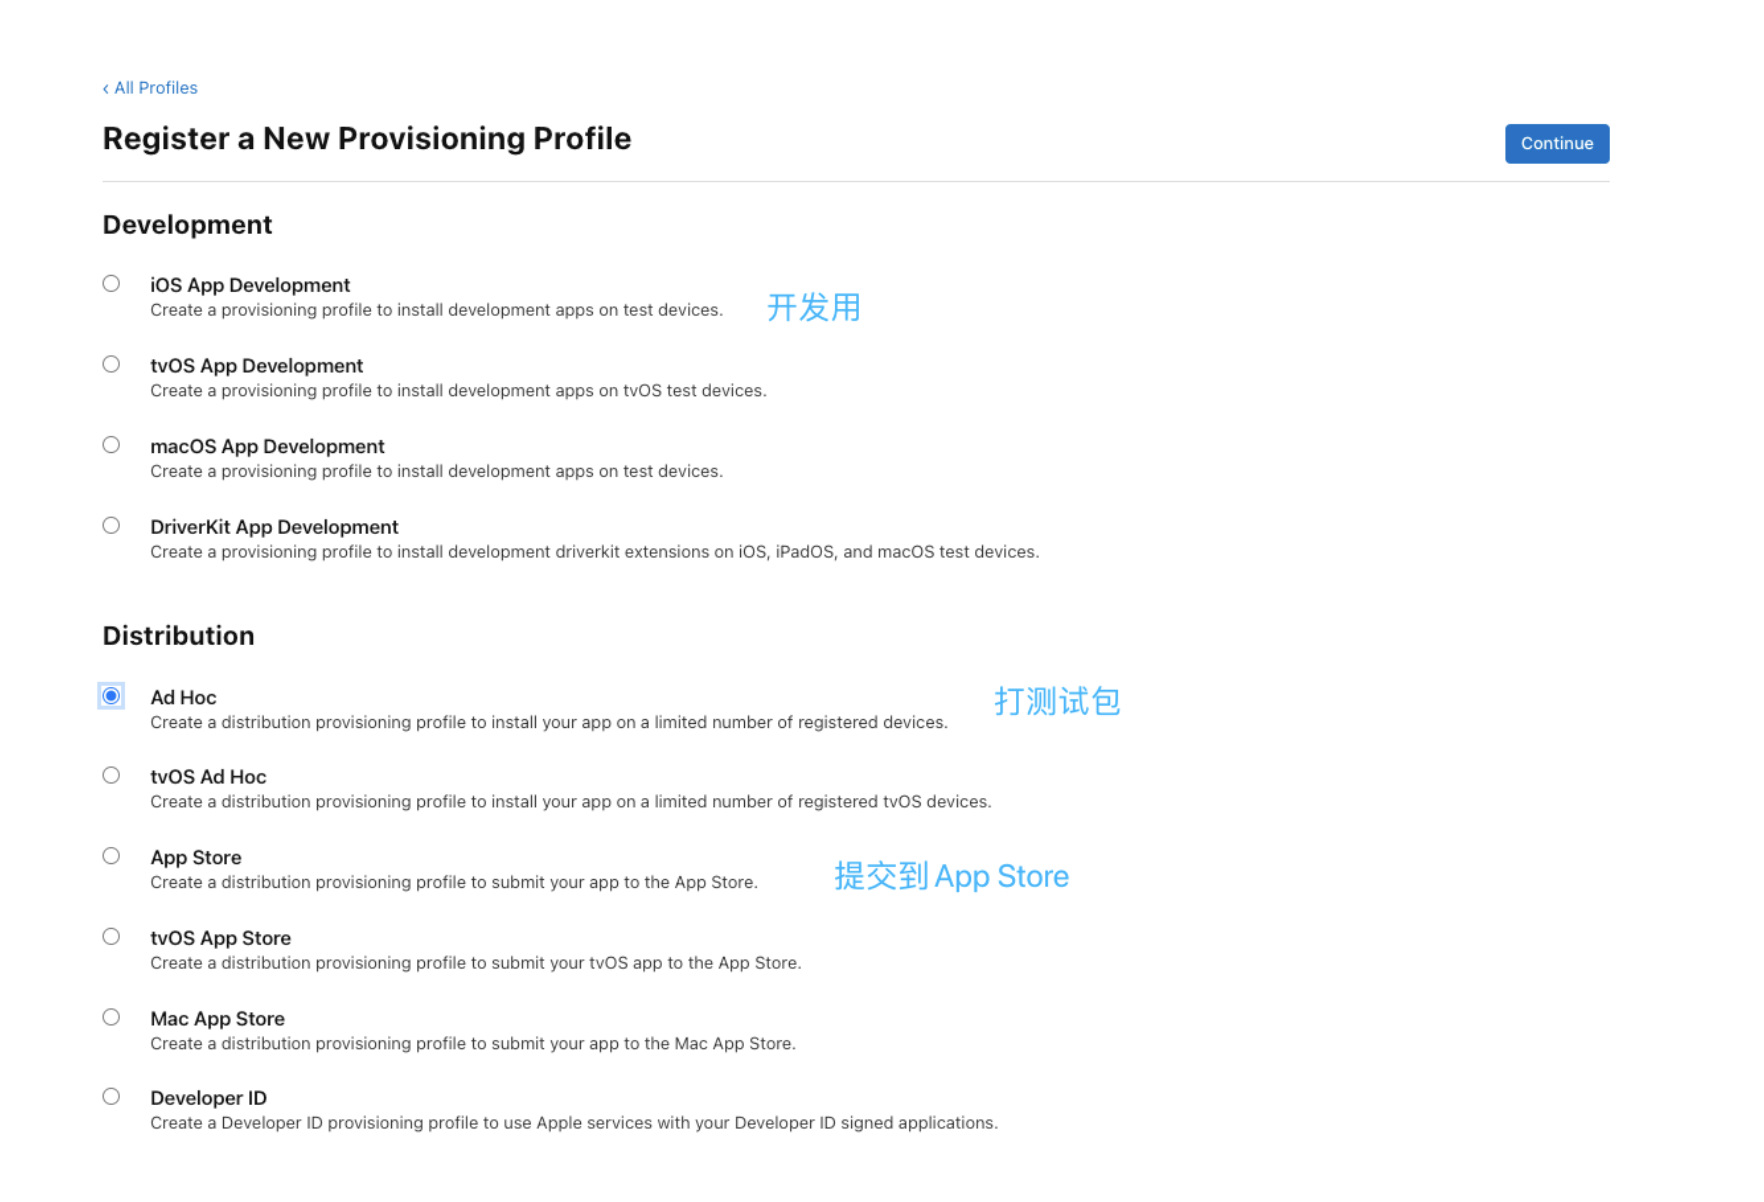 ‹ All Profiles
Register a New Provisioning Profile
Continue
Development
iOS App Development
Create a provisioning profile to install development apps on test devices.
开发用
tvOS App Development
Create a provisioning profile to install development apps on tvOS test devices.
macOS App Development
Create a provisioning profile to install development apps on test devices.
DriverKit App Development
Create a provisioning profile to install development driverkit extensions on iOS, iPadOS, and macOS test devices.
Distribution
Ad Hoc
Create a distribution provisioning profile to install your app on a limited number of registered devices.
打测试包
tvOS Ad Hoc
Create a distribution provisioning profile to install your app on a limited number of registered tvOS devices.
App Store
Create a distribution provisioning profile to submit your app to the App Store.
提交到 App Store
tvOS App Store
Create a distribution provisioning profile to submit your tvOS app to the App Store.
Mac App Store
Create a distribution provisioning profile to submit your app to the Mac App Store.
Developer ID
Create a Developer ID provisioning profile to use Apple services with your Developer ID signed applications.